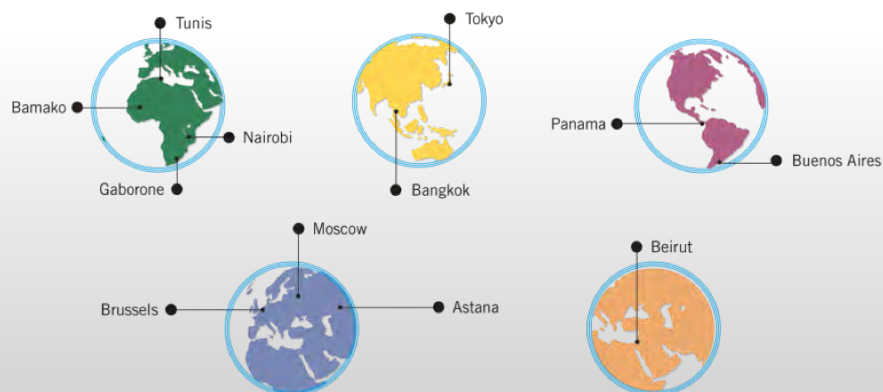 Tunis
Tokyo
Bamako
Nairobi
Panama
Buenos Aires
Gaborone
Bangkok
Moscow
Beirut
Brussels
Astana